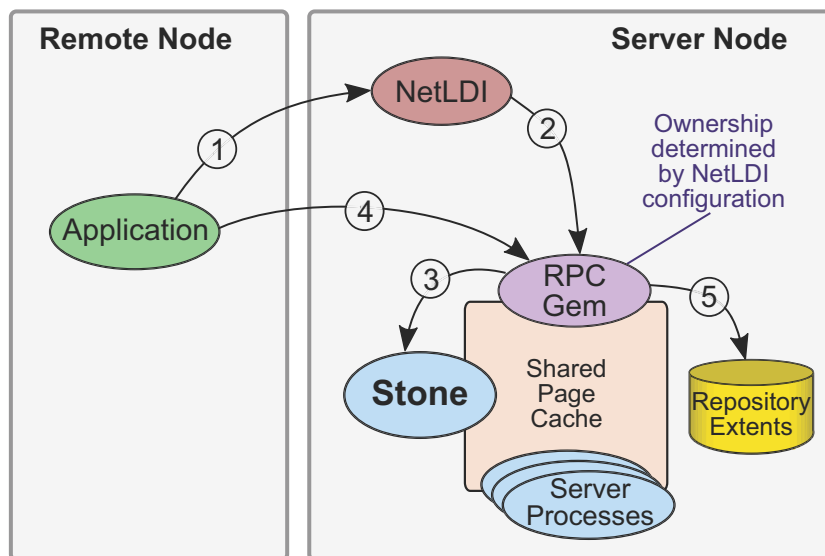 Remote Node
Server Node
NetLDI
1
2
Ownership
determined
by NetLDI
configuration
Application
4
RPC
Gem
3
5
Stone
Shared
Page
Cache
Repository
Extents
Server
Processes